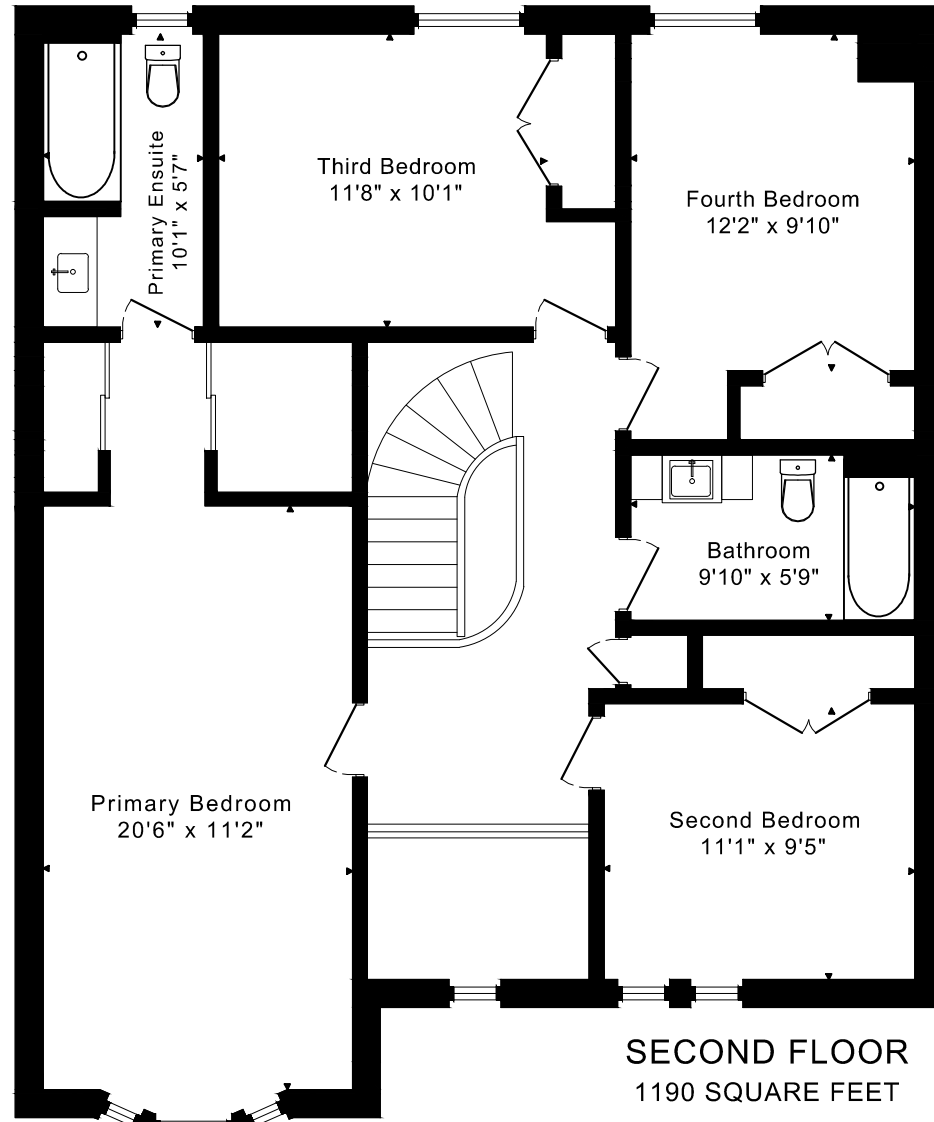 Primary Ensuite
10'1" x 5'7"
Third Bedroom
11'8" x 10'1"
Fourth Bedroom
12'2" x 9'10"
Bathroom
9'10" x 5'9"
Primary Bedroom
20'6" x 11'2"
Second Bedroom
11'1" x 9'5"
SECOND FLOOR
1190 SQUARE FEET